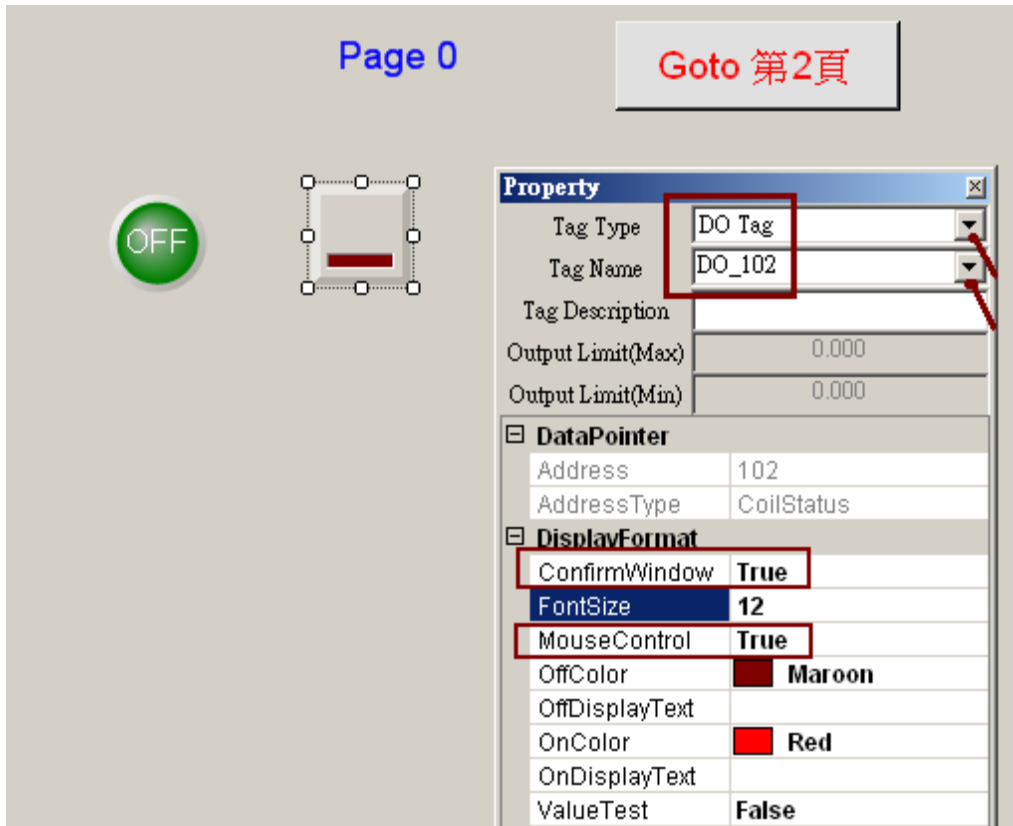 Page 0
Goto 第2頁
OFF
Property
Tag Type DO Tag
Tag Name DO_102
Tag Description
Output Limit(Max) 0.000
Output Limit(Min) 0.000
DataPointer
Address 102
AddressType CoilStatus
DisplayFormat
ConfirmWindow True
FontSize 12
MouseControl True
OffColor Maroon
OffDisplayText
OnColor Red
OnDisplayText
ValueTest False